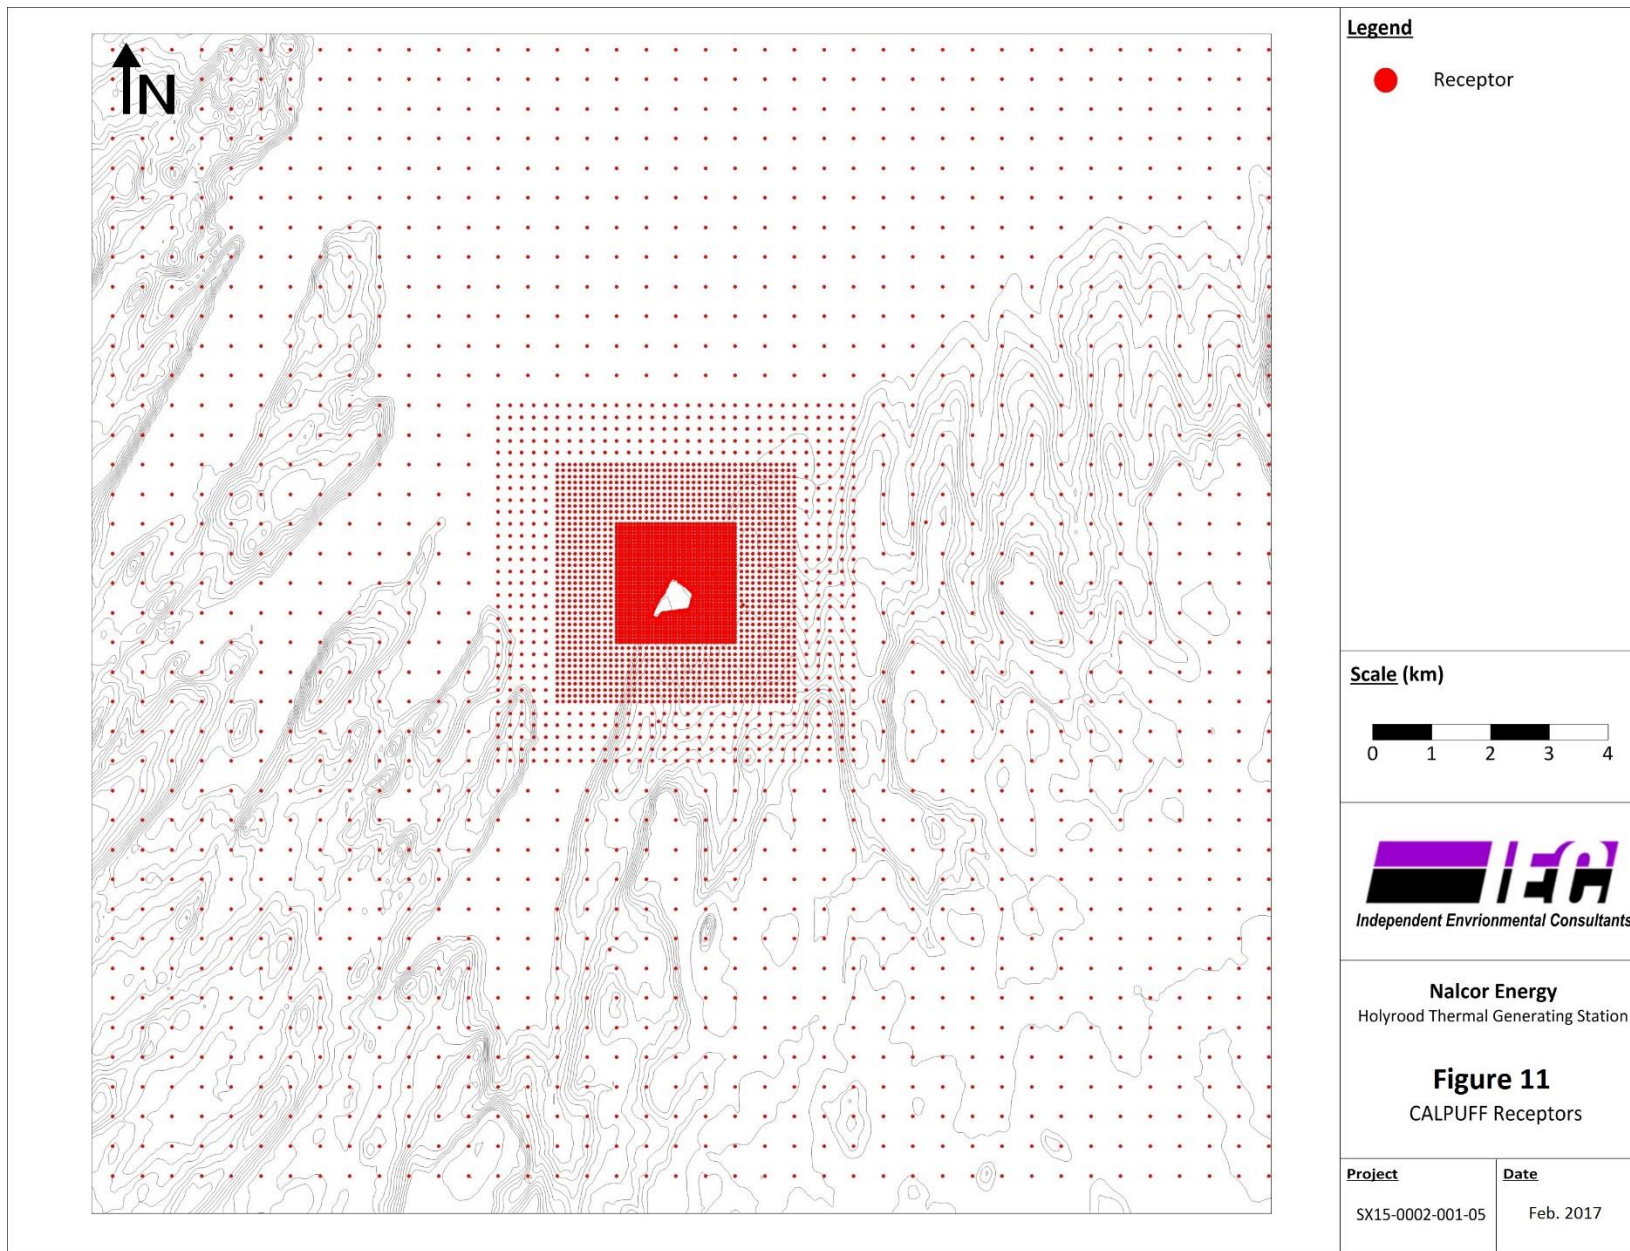 N
Legend
Receptor
Scale (km)
0 1 2 3 4
IEC
Independent Envrionmental Consultants
Nalcor Energy
Holyrood Thermal Generating Station
Figure 11
CALPUFF Receptors
Project Date
SX15-0002-001-05 Feb. 2017